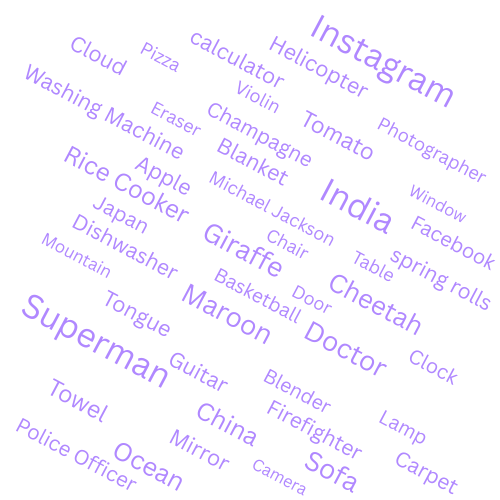 Instagram
Cloud
Pizza
calculator
Helicopter
Washing Machine
Violin
Eraser
Champagne
Tomato
Photographer
Blanket
Rice Cooker
Apple
Michael Jackson
India
Window
Facebook
Japan
Dishwasher
Giraffe
Chair
Table
spring rolls
Mountain
Basketball
Door
Cheetah
Tongue
Maroon
Doctor
Superman
Guitar
Clock
Blender
Towel
China
Firefighter
Lamp
Police Officer
Ocean
Mirror
Camera
Sofa
Carpet